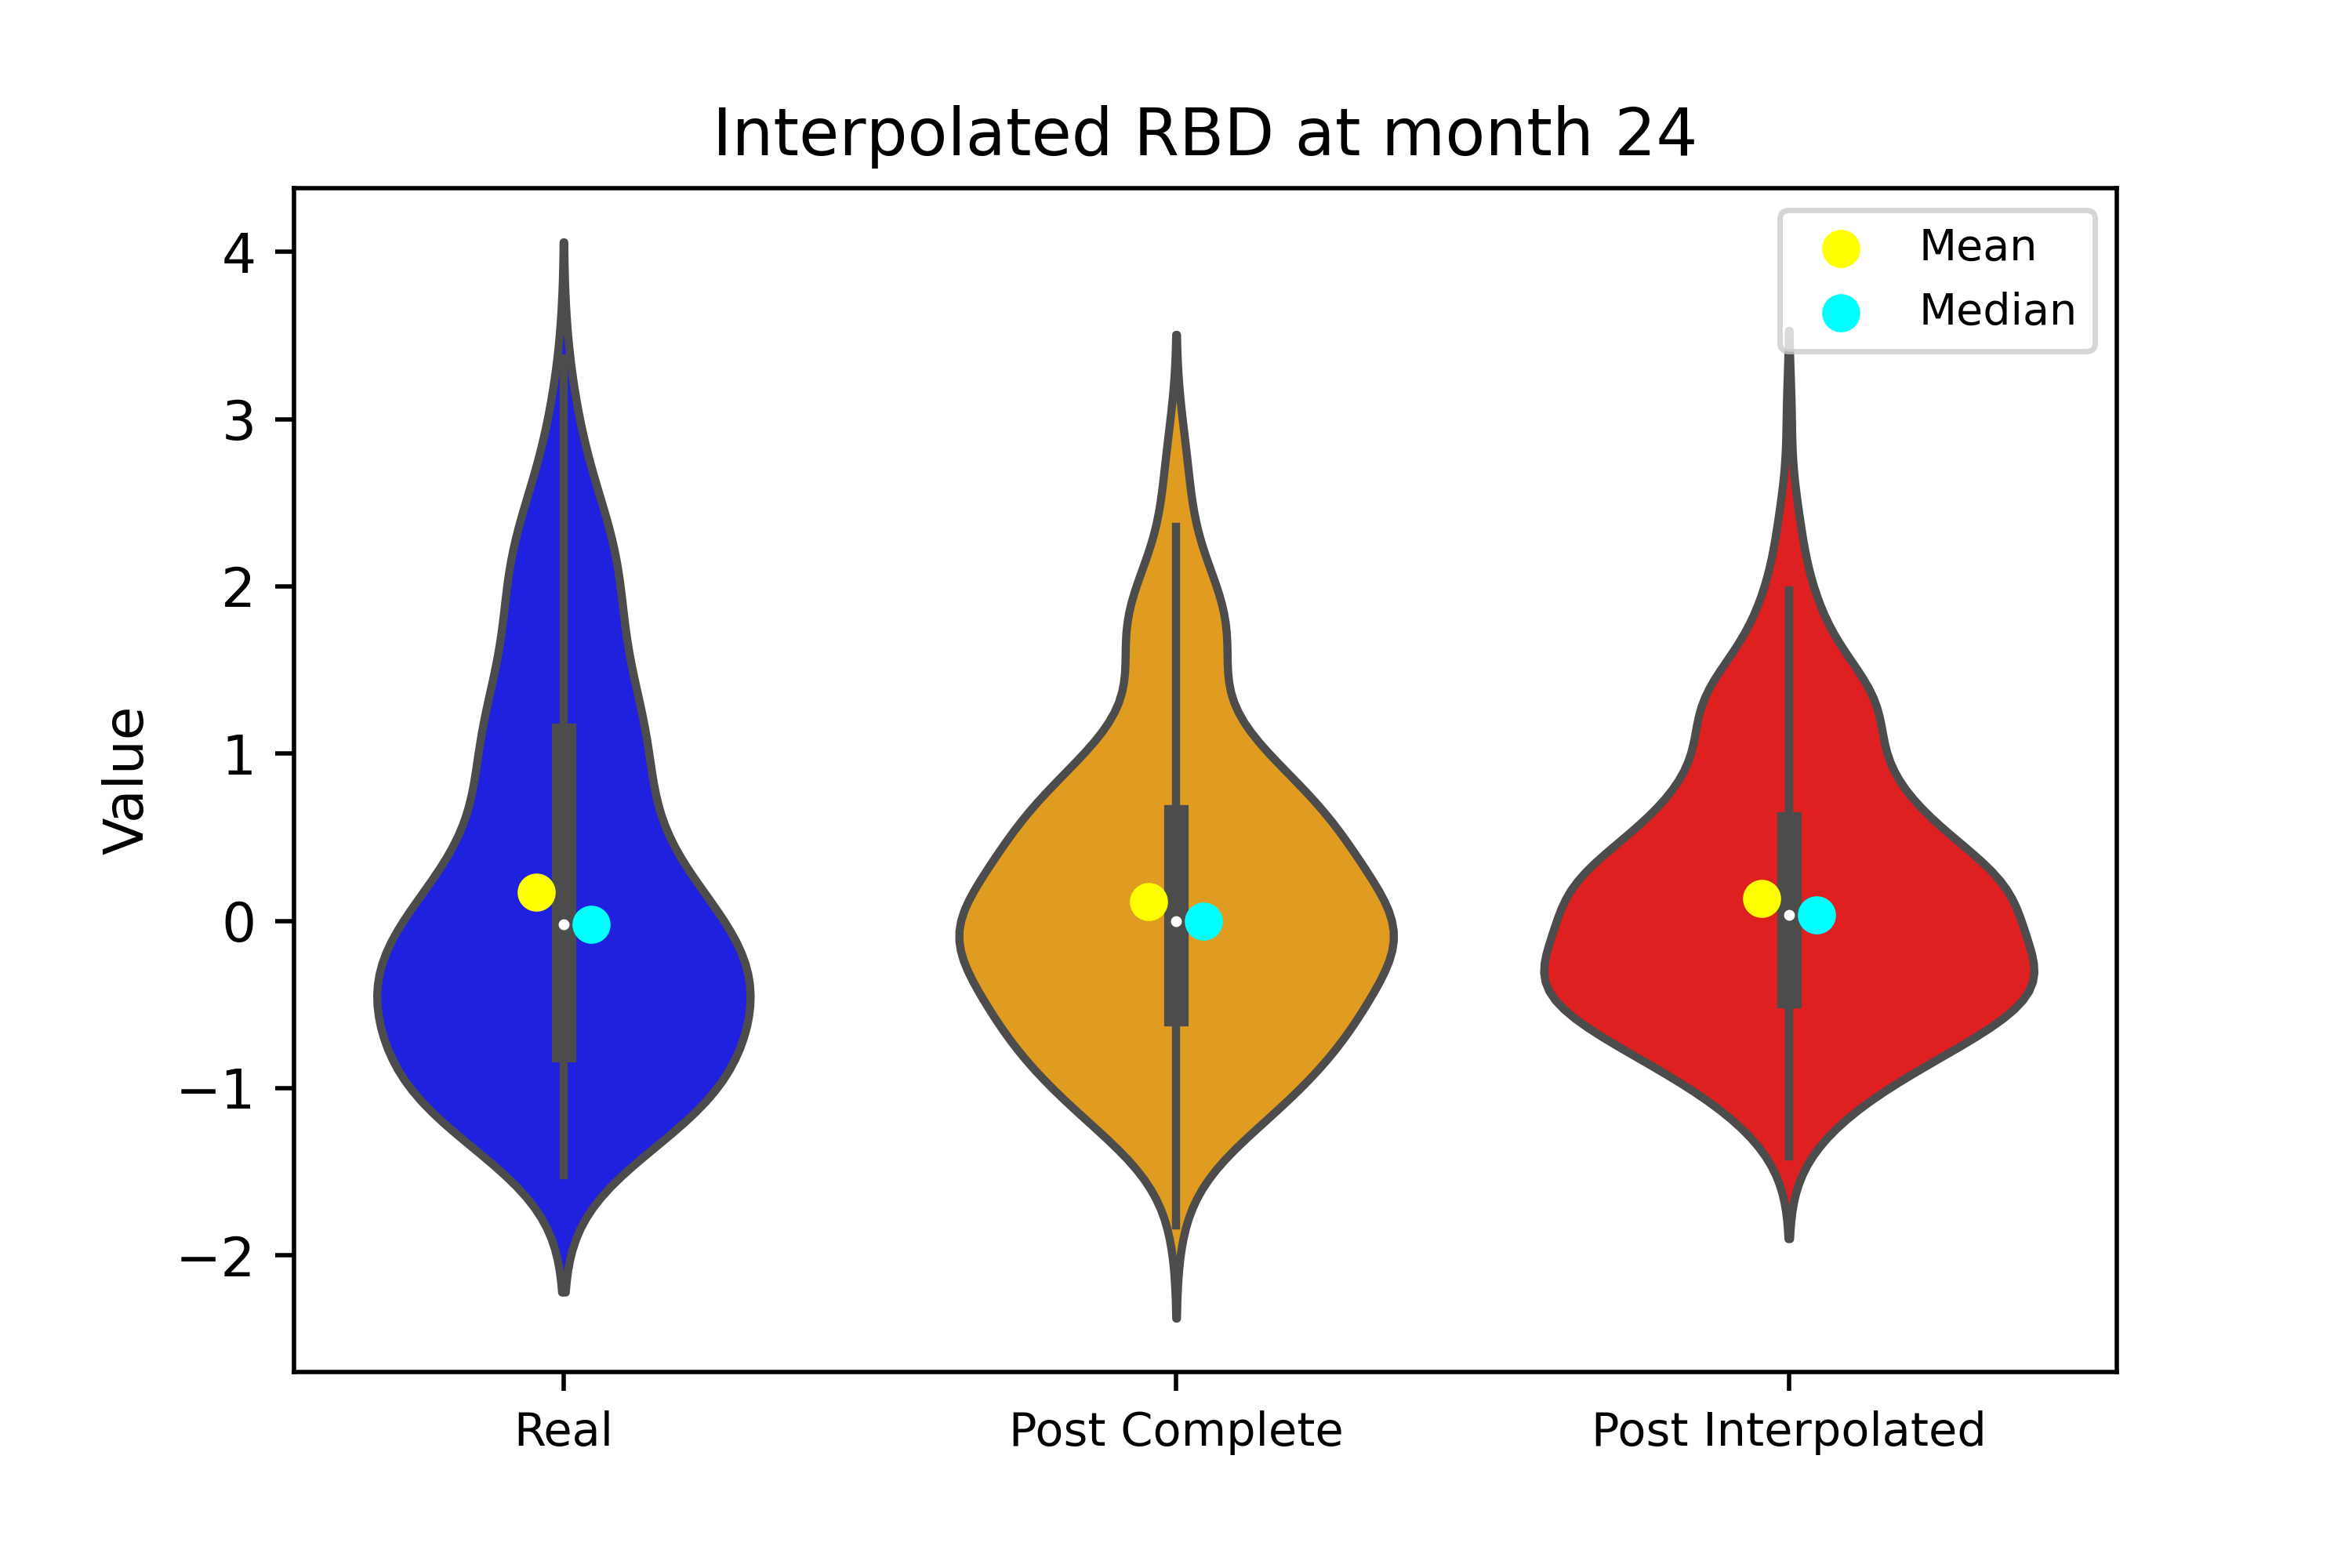 Interpolated RBD at month 24
Mean
Median
4
3
2
1
0
−1
−2
Value
Real
Post Complete
Post Interpolated